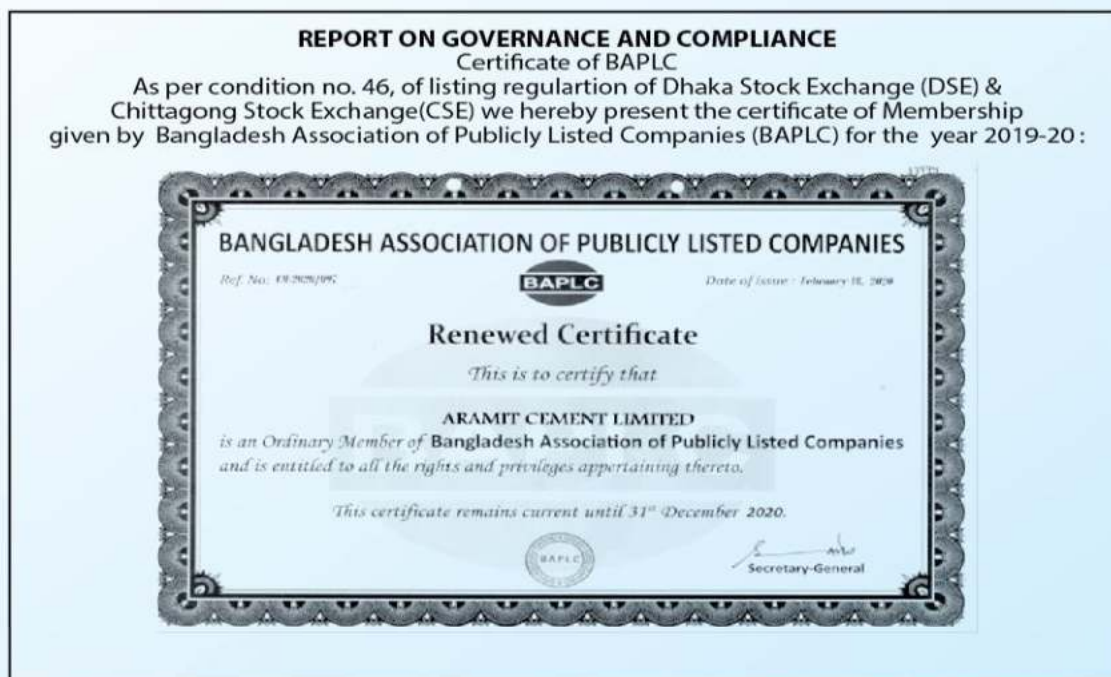 REPORT ON GOVERNANCE AND COMPLIANCE
Certificate of BAPLC
As per condition no. 46, of listing regulartion of Dhaka Stock Exchange (DSE) &
Chittagong Stock Exchange(CSE) we hereby present the certificate of Membership
given by Bangladesh Association of Publicly Listed Companies (BAPLC) for the year 2019-20 :
BANGLADESH ASSOCIATION OF PUBLICLY LISTED COMPANIES
Ref. No:
Date of issue : February 18, 2020
BAPLC
Renewed Certificate
This is to certify that
ARAMIT CEMENT LIMITED
is an Ordinary Member of Bangladesh Association of Publicly Listed Companies
and is entitled to all the rights and privileges appertaining thereto.
This certificate remains current until 31st December 2020.
BAPLC
Secretary-General